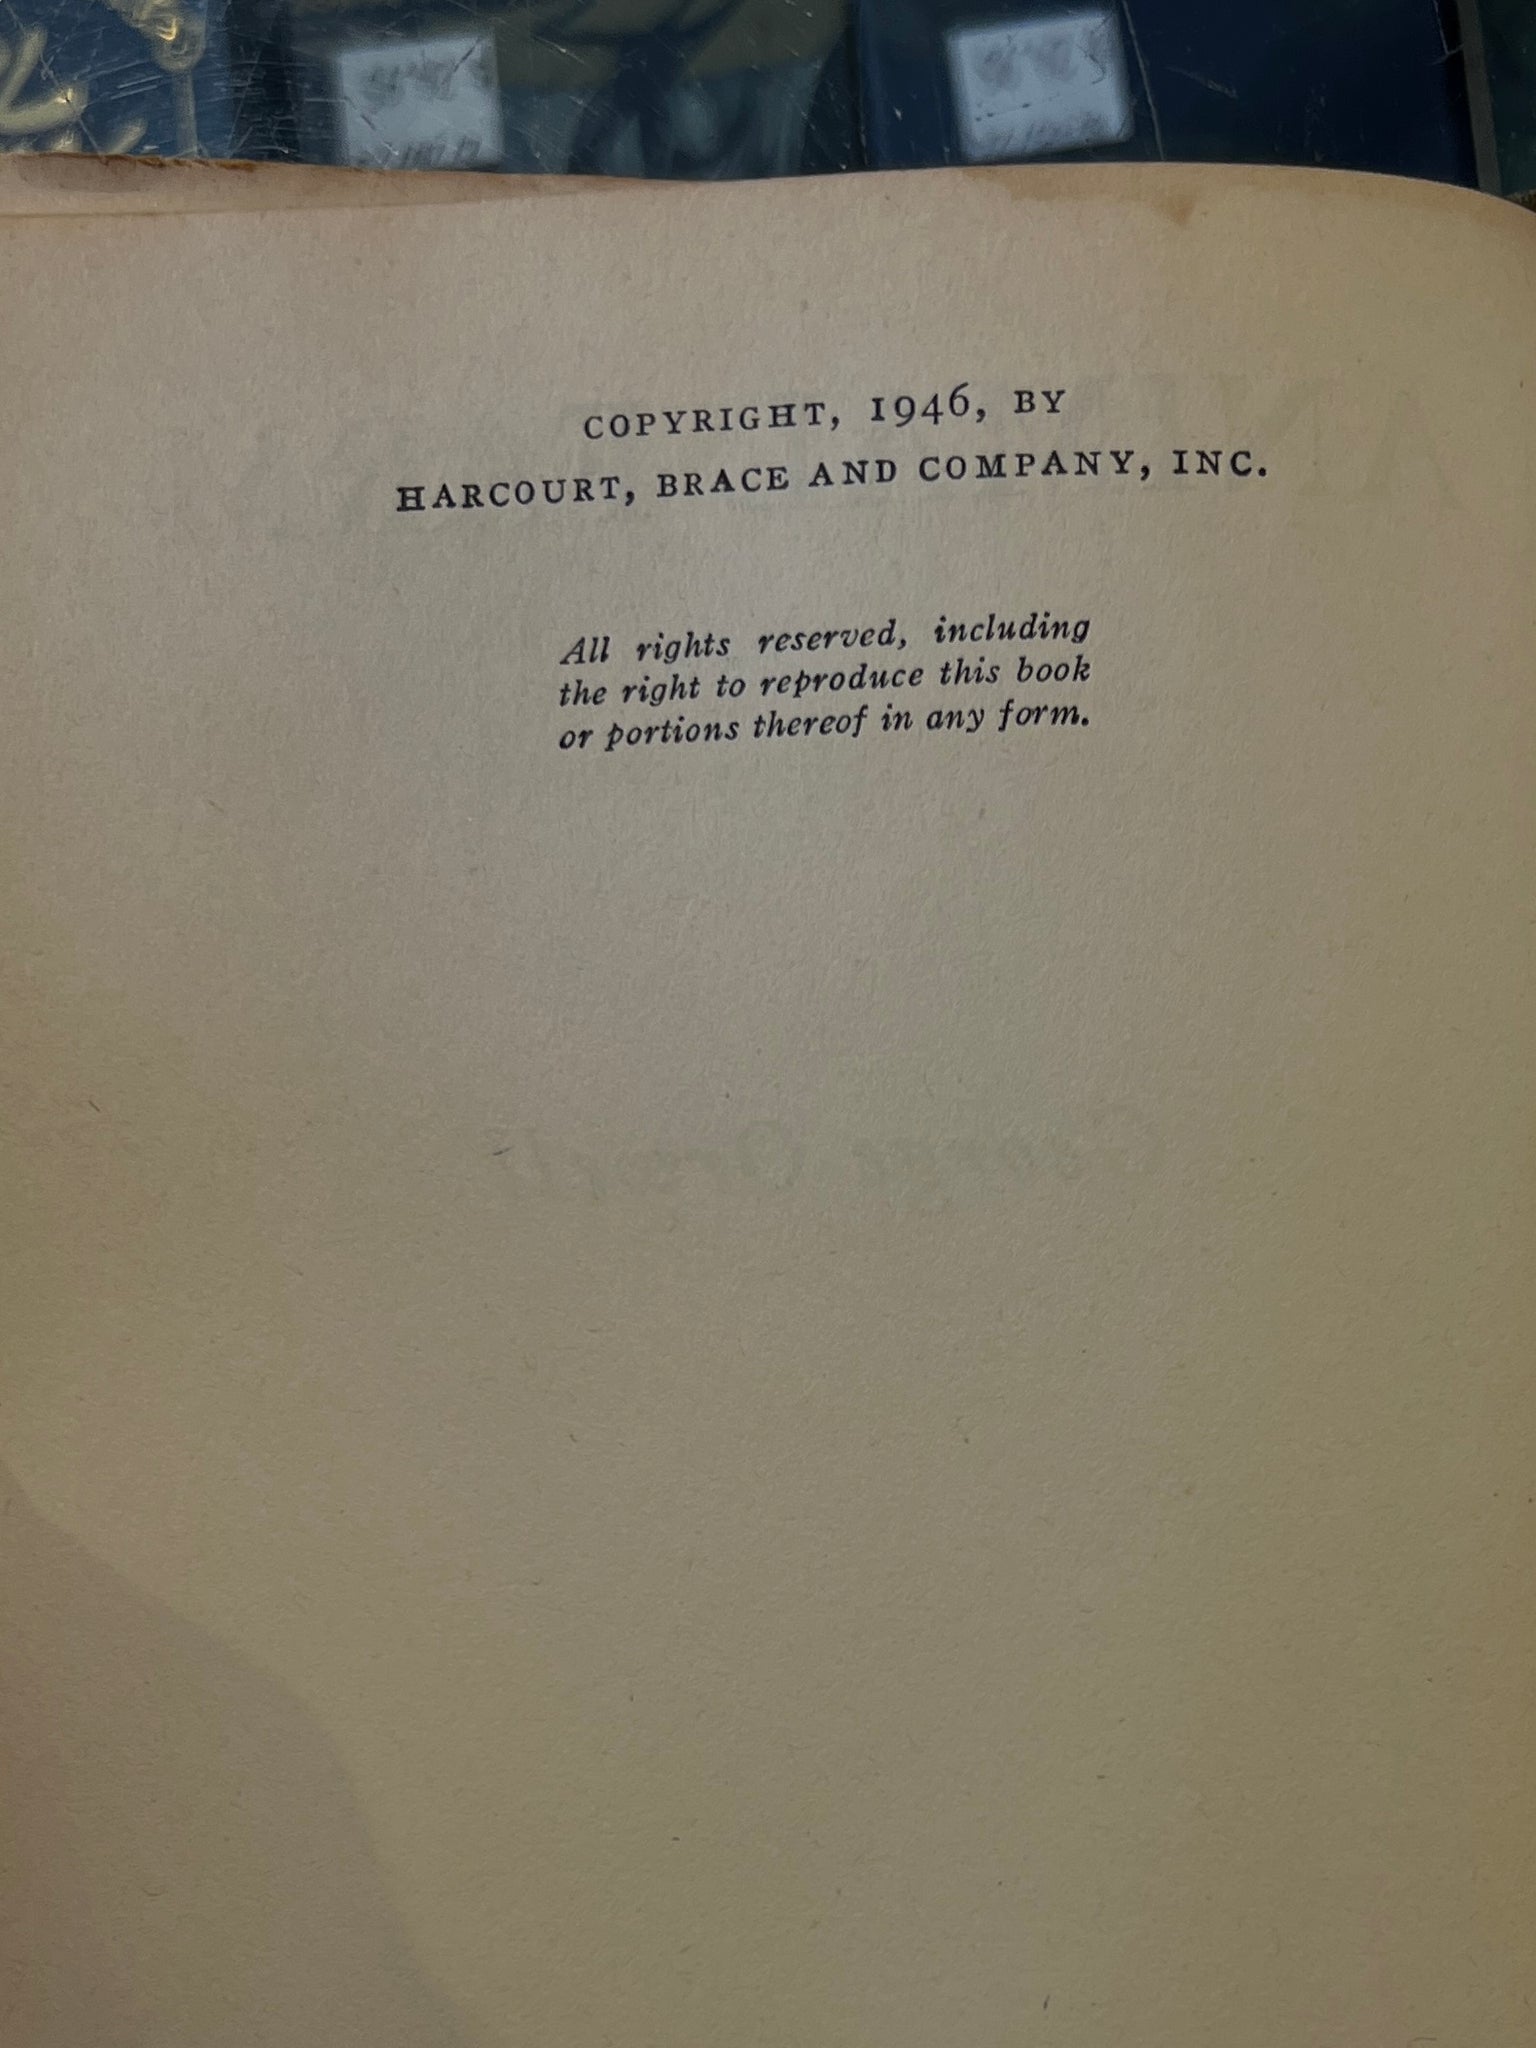 COPYRIGHT, 1946, BY
HARCOURT, BRACE AND COMPANY, INC.
All rights reserved, including
the right to reproduce this book
or portions thereof in any form.